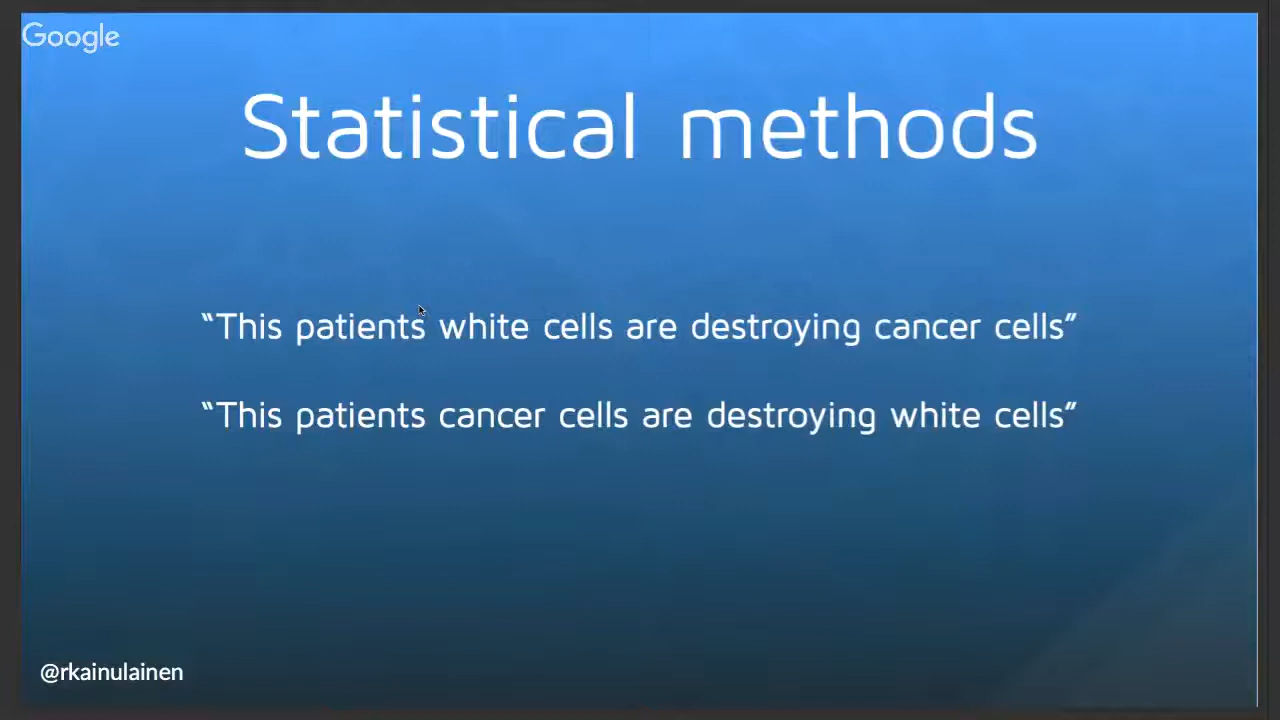 Google
Statistical methods
“This patients white cells are destroying cancer cells”
“This patients cancer cells are destroying white cells”
@rkainulainen